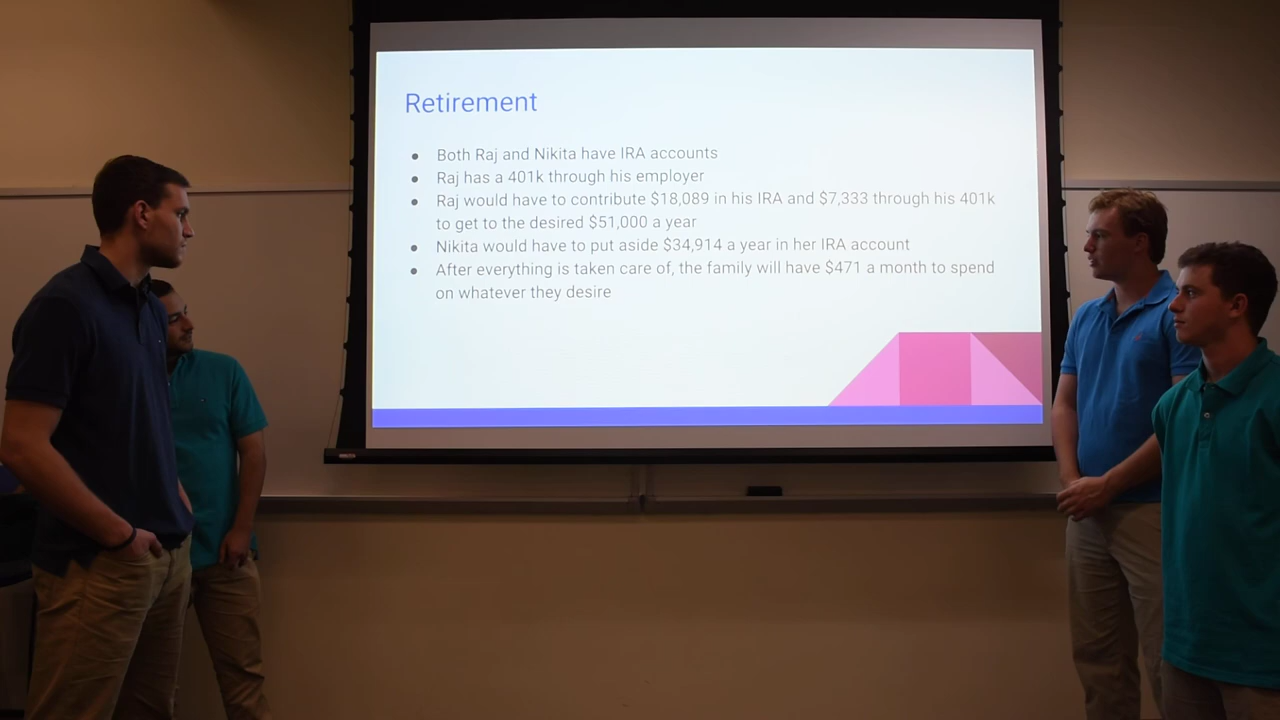 Retirement
● Both Raj and Nikita have IRA accounts
● Raj has a 401k through his employer
● Raj would have to contribute $18,089 in his IRA and $7,333 through his 401k
to get to the desired $51,000 a year
● Nikita would have to put aside $34,914 a year in her IRA account
● After everything is taken care of, the family will have $471 a month to spend
on whatever they desire